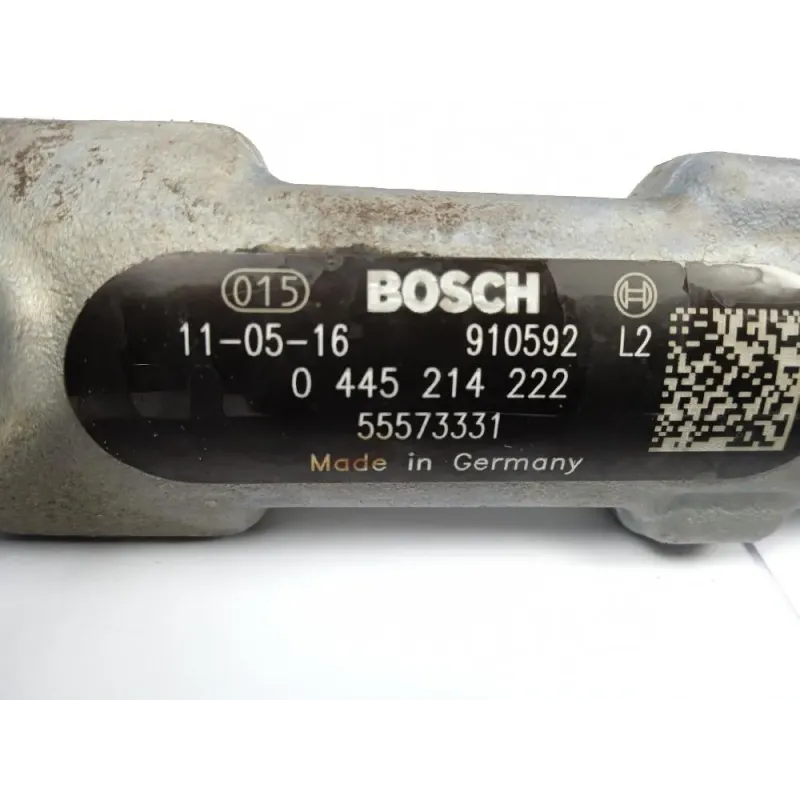 015 BOSCH
11-05-16 910592 L2
0 445 214 222
55573331
Made in Germany